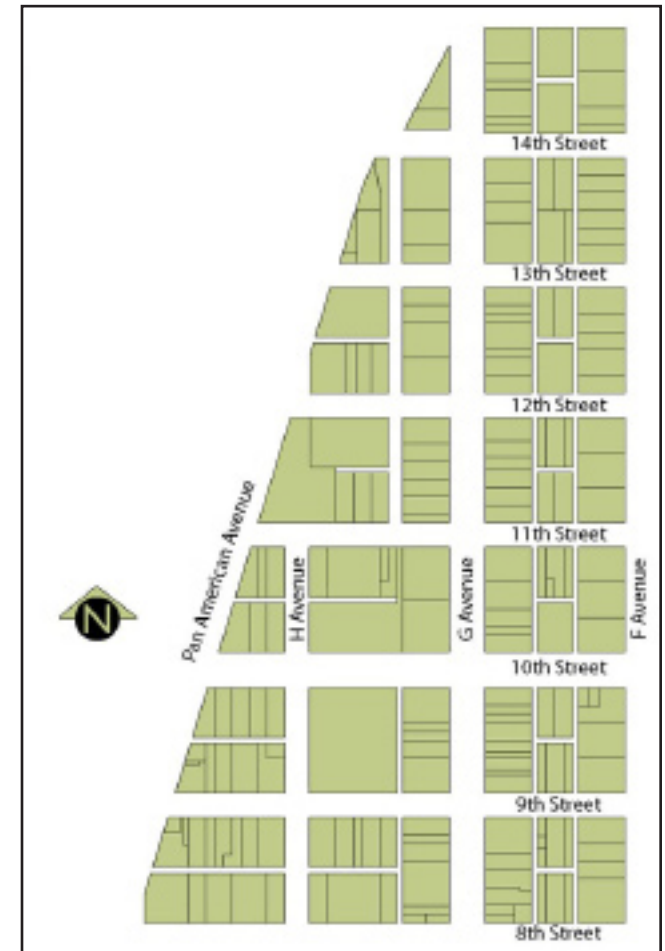 14th Street
13th Street
12th Street
11th Street
Pan American Avenue
H Avenue
G Avenue
F Avenue
N
10th Street
9th Street
8th Street